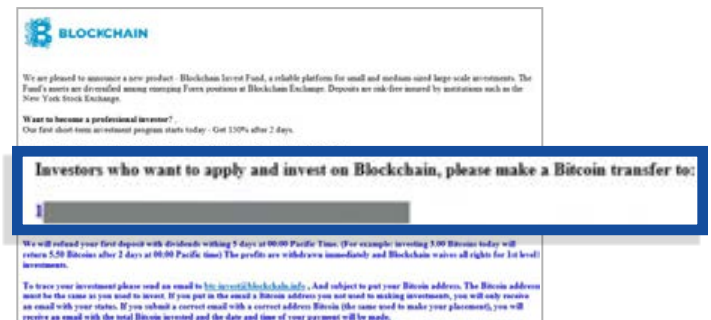 BLOCKCHAIN
We are pleased to announce a new product - Blockchain Invest Fund, a reliable platform for small and medium sized large scale investments. The
Fund's assets are diversified among emerging Forex positions at Blockchain Exchange. Deposits are risk-free insured by institutions such as the
New York Stock Exchange.
Want to become a professional investor? .
Our first short-term investment program starts today - Get 150% after 2 days.
Investors who want to apply and invest on Blockchain, please make a Bitcoin transfer to:
1
We will refund your first deposit with dividends withing 5 days at 00:00 Pacific Time. (For example: investing 3.00 Bitcoins today will
return 5.50 Bitcoins after 2 days at 00:00 Pacific time) The profits are withdrawn immediately and Blockchain waives all rights for 1st level
investments.
To trace your investment please send an email to btc-invest@blockchain.info , And subject to put your Bitcoin address. The Bitcoin address
must be the same as you used to invest. If you put in the email a Bitcoin address you not used to making investments, you will only receive
an email with your status. If you submit a correct email with a correct address Bitcoin (the same used to make your placement), you will
receive an email with the total Bitcoin invested and the date and time of your payment will be made.